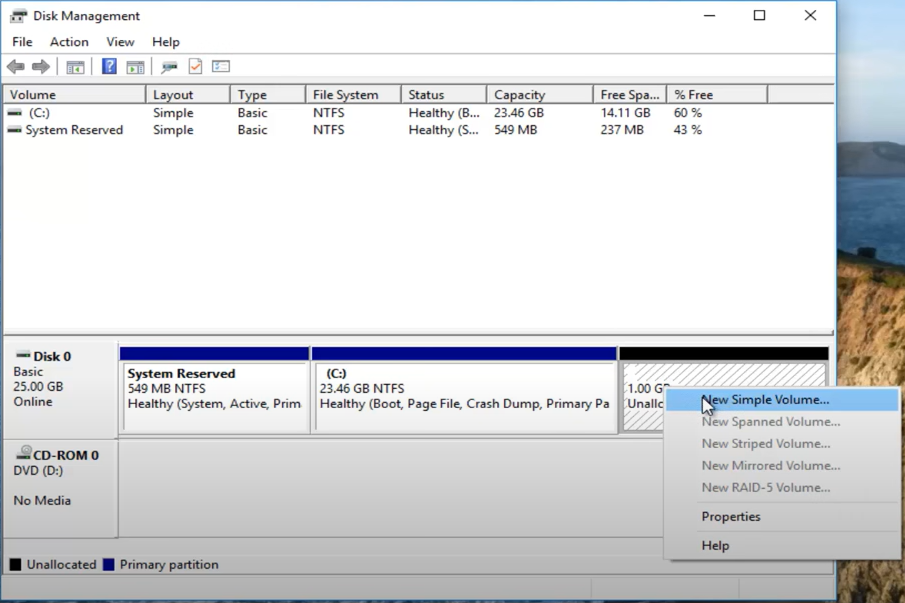 Disk Management
File Action View Help
Volume Layout Type File System Status Capacity Free Spa... % Free
(C:) Simple Basic NTFS Healthy (B... 23.46 GB 14.11 GB 60 %
System Reserved Simple Basic NTFS Healthy (S... 549 MB 237 MB 43 %
Disk 0
Basic
25.00 GB
Online
System Reserved
549 MB NTFS
Healthy (System, Active, Prim
(C:)
23.46 GB NTFS
Healthy (Boot, Page File, Crash Dump, Primary Pa
1.00 GB
Unallo
New Simple Volume...
New Spanned Volume...
New Striped Volume...
New Mirrored Volume...
New RAID-5 Volume...
Properties
Help
CD-ROM 0
DVD (D:)
No Media
Unallocated Primary partition